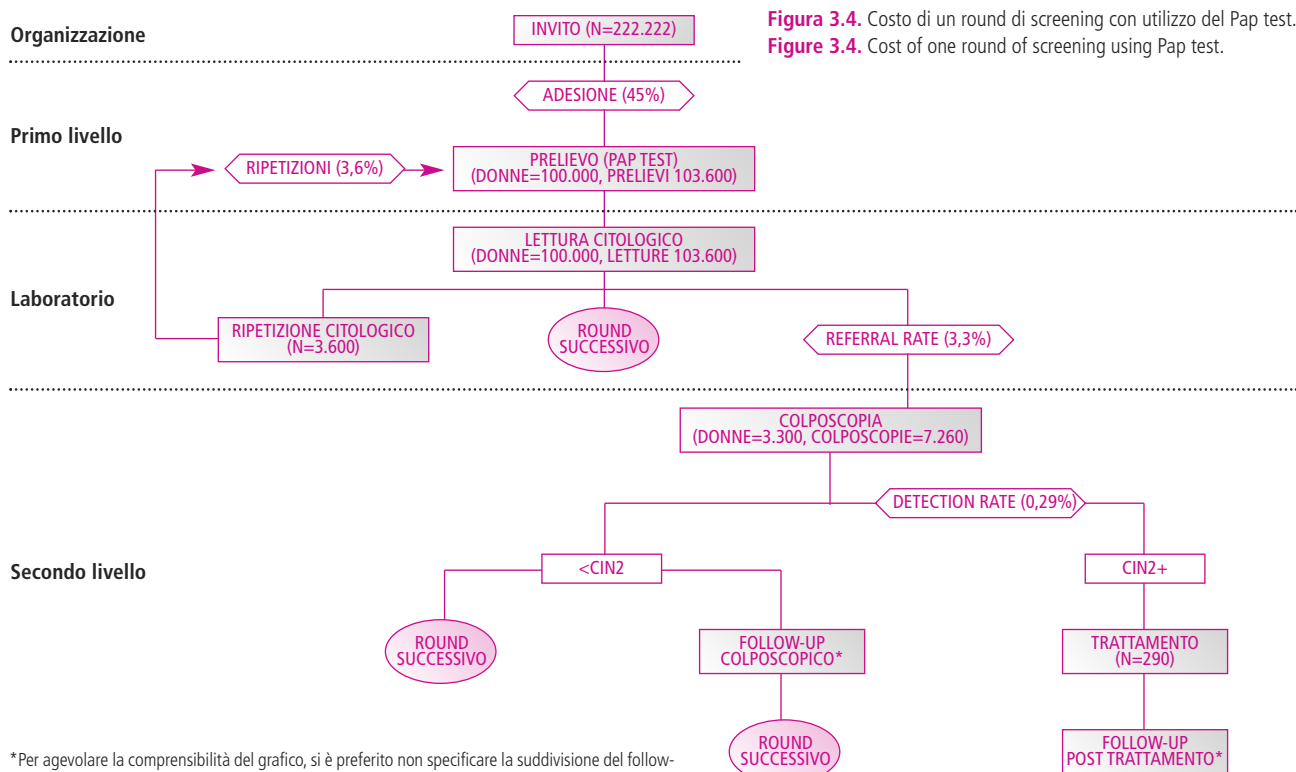 Figura 3.4. Costo di un round di screening con utilizzo del Pap test.
Figure 3.4. Cost of one round of screening using Pap test.
Organizzazione
INVITO (N=222.222)
ADESIONE (45%)
Primo livello
RIPETIZIONI (3,6%)
PRELIEVO (PAP TEST)
(DONNE=100.000, PRELIEVI 103.600)
LETTURA CITOLOGICO
(DONNE=100.000, LETTURE 103.600)
Laboratorio
RIPETIZIONE CITOLOGICO
(N=3.600)
ROUND
SUCCESSIVO
REFERRAL RATE (3,3%)
COLPOSCOPIA
(DONNE=3.300, COLPOSCOPIE=7.260)
DETECTION RATE (0,29%)
Secondo livello
<CIN2
CIN2+
ROUND
SUCCESSIVO
FOLLOW-UP
COLPOSCOPICO*
TRATTAMENTO
(N=290)
ROUND
SUCCESSIVO
FOLLOW-UP
POST TRATTAMENTO*
*Per agevolare la comprensibilità del grafico, si è preferito non specificare la suddivisione del follow-